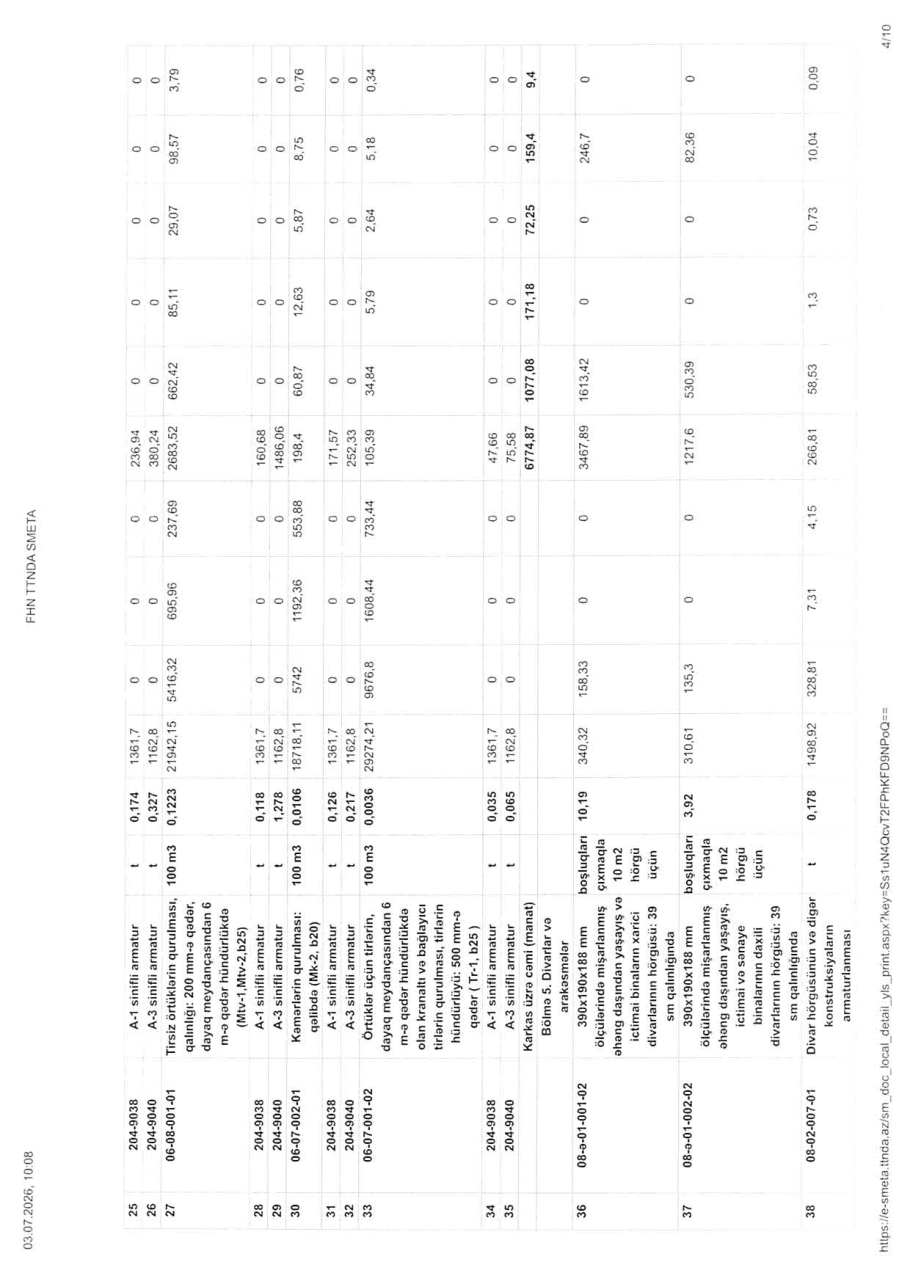 03.07.2026, 10:08 FHN TTNDA SMETA
25 204-9038 A-1 sinifli armatur t 0,174 1361,7 0 0 0 236,94 0 0 0 0 0
26 204-9040 A-3 sinifli armatur t 0,327 1162,8 0 0 0 380,24 0 0 0 0 0
27 06-08-001-01 Tirsiz örtüklərin qurulması, 100 m3 0,1223 21942,15 5416,32 695,96 237,69 2683,52 662,42 85,11 29,07 98,57 3,79
qalınlığı: 200 mm-ə qədər,
dayaq meydançasından 6
m-ə qədər hündürlükdə
(Mtv-1,Mtv-2,b25)
28 204-9038 A-1 sinifli armatur t 0,118 1361,7 0 0 0 160,68 0 0 0 0 0
29 204-9040 A-3 sinifli armatur t 1,278 1162,8 0 0 0 1486,06 0 0 0 0 0
30 06-07-002-01 Kəmərlərin qurulması: 100 m3 0,0106 18718,11 5742 1192,36 553,88 198,4 60,87 12,63 5,87 8,75 0,76
qəlibdə (Mk-2, b20)
31 204-9038 A-1 sinifli armatur t 0,126 1361,7 0 0 0 171,57 0 0 0 0 0
32 204-9040 A-3 sinifli armatur t 0,217 1162,8 0 0 0 252,33 0 0 0 0 0
33 06-07-001-02 Örtüklər üçün tirlərin, 100 m3 0,0036 29274,21 9676,8 1608,44 733,44 105,39 34,84 5,79 2,64 5,18 0,34
dayaq meydançasından 6
m-ə qədər hündürlükdə
olan kranaltı və bağlayıcı
tirlərin qurulması, tirlərin
hündürlüyü: 500 mm-ə
qədər ( Tr-1, b25 )
34 204-9038 A-1 sinifli armatur t 0,035 1361,7 0 0 0 47,66 0 0 0 0 0
35 204-9040 A-3 sinifli armatur t 0,065 1162,8 0 0 0 75,58 0 0 0 0 0
Karkas üzrə cəmi (manat) 6774,87 1077,08 171,18 72,25 159,4 9,4
Bölmə 5. Divarlar və
arakəsmələr
36 08-ə-01-001-02 390x190x188 mm boşluqları 10,19 340,32 158,33 0 0 3467,89 1613,42 0 0 246,7 0
ölçülərində mişarlanmış çıxmaqla
əhəng daşından yaşayış və 10 m2
ictimai binaların xarici hörgü
divarlarının hörgüsü: 39 üçün
sm qalınlığında
37 08-ə-01-002-02 390x190x188 mm boşluqları 3,92 310,61 135,3 0 0 1217,6 530,39 0 0 82,36 0
ölçülərində mişarlanmış çıxmaqla
əhəng daşından yaşayış, 10 m2
ictimai və sənaye hörgü
binalarının daxili üçün
divarlarının hörgüsü: 39
sm qalınlığında
38 08-02-007-01 Divar hörgüsünün və digər t 0,178 1498,92 328,81 7,31 4,15 266,81 58,53 1,3 0,73 10,04 0,09
konstruksiyaların
armaturlanması
https://e-smeta.ttnda.az/sm_doc_local_detail_yls_print.aspx?key=Ss1uN4QcvT2FPhKFD9NPoQ== 4/10